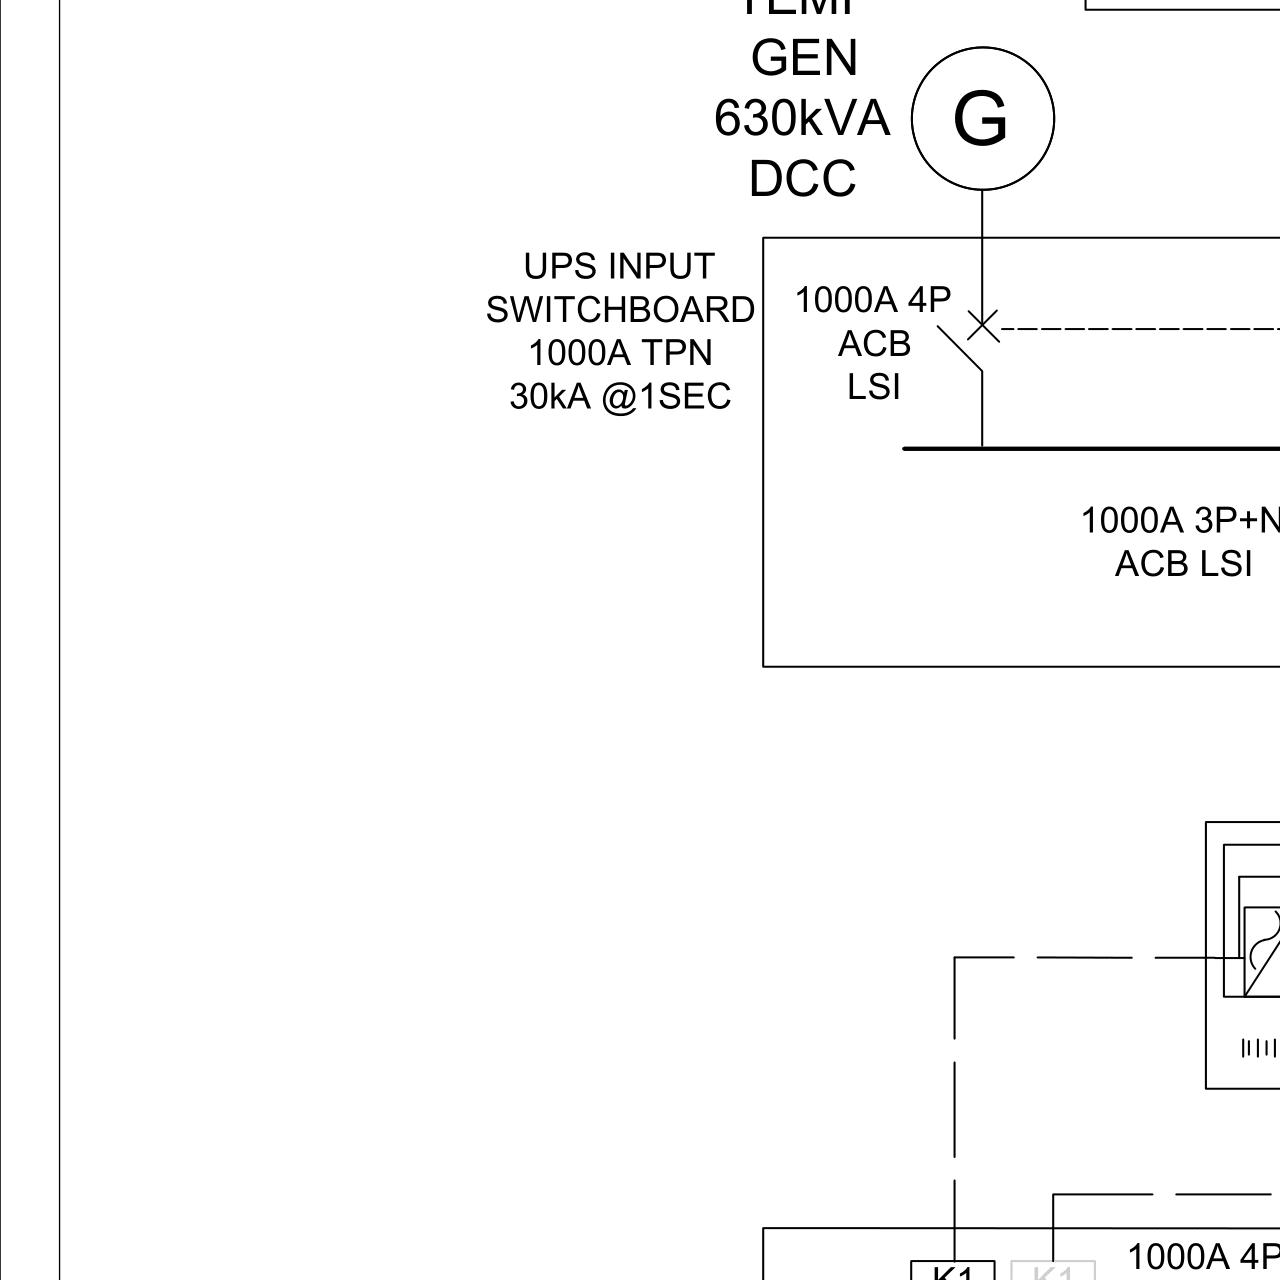 GEN
630kVA
DCC
G
UPS INPUT
SWITCHBOARD
1000A TPN
30kA @1SEC
1000A 4P
ACB
LSI
1000A 3P+N
ACB LSI
1000A 4P
K1
K1